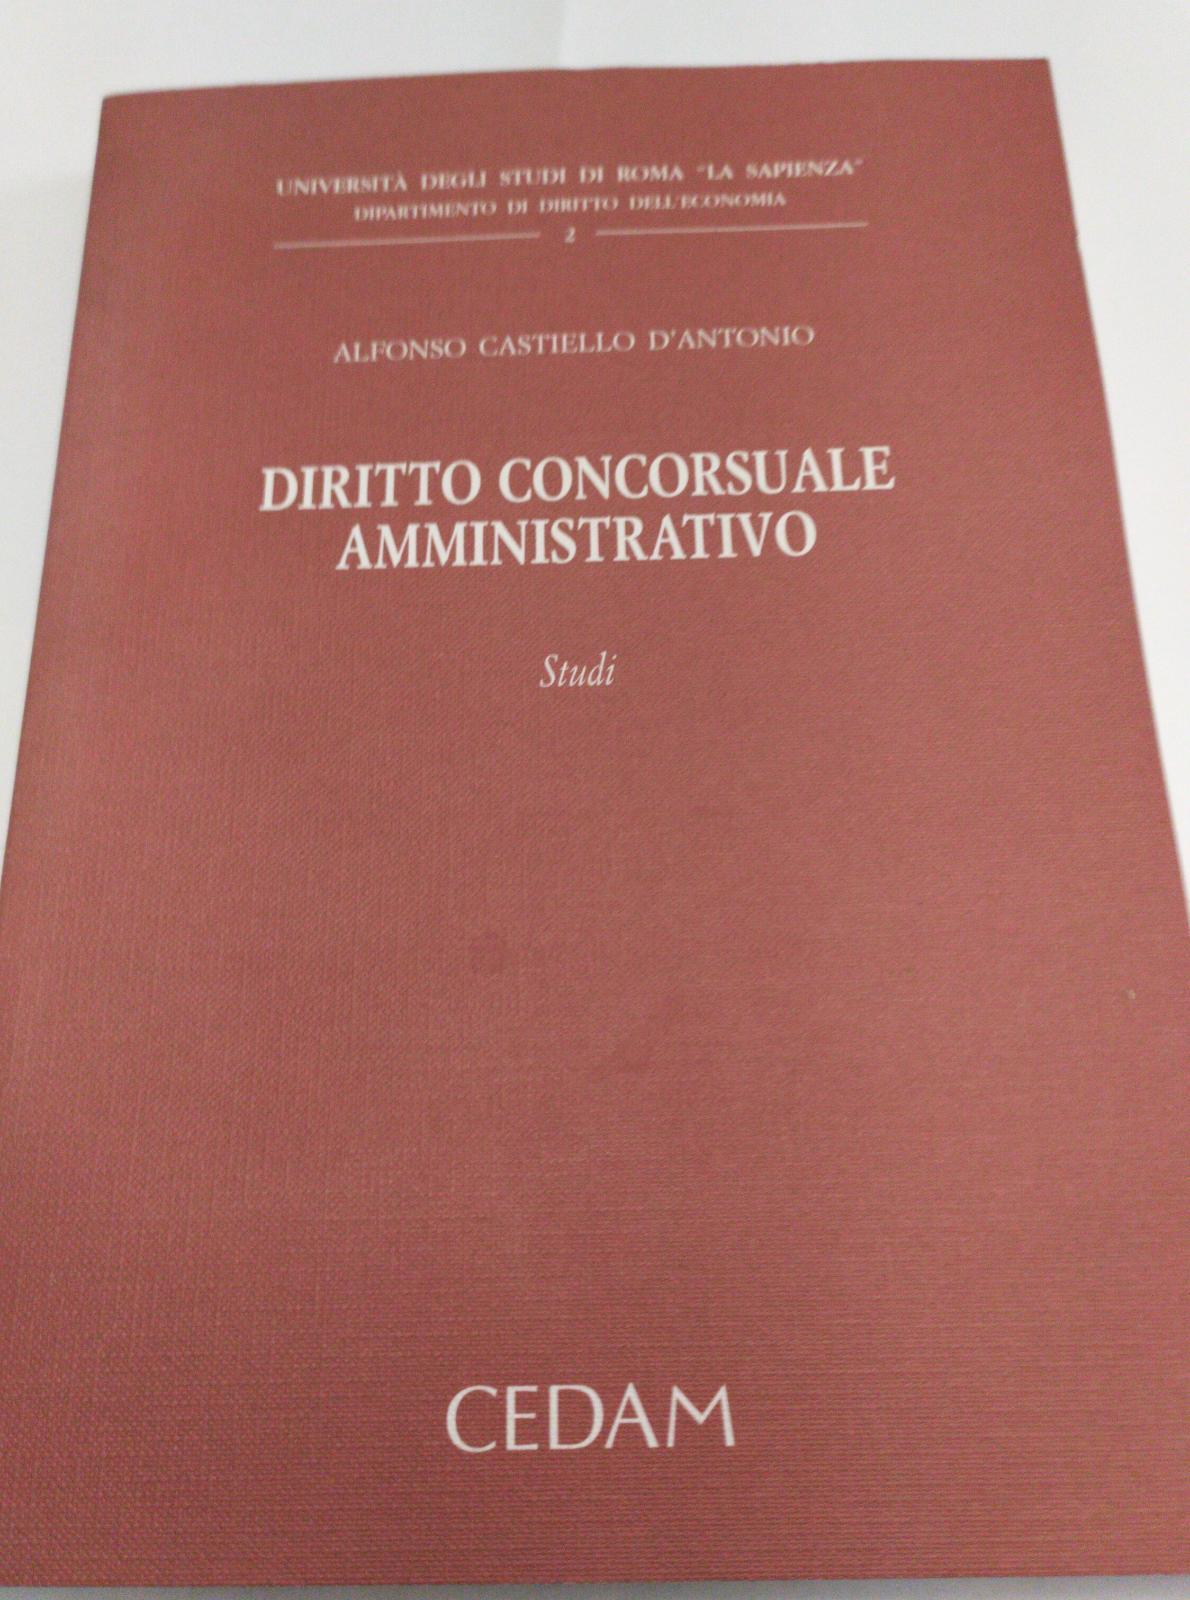 UNIVERSITÀ DEGLI STUDI DI ROMA "LA SAPIENZA"
DIPARTIMENTO DI DIRITTO DELL'ECONOMIA
2
ALFONSO CASTIELLO D'ANTONIO
DIRITTO CONCORSUALE
AMMINISTRATIVO
Studi
CEDAM